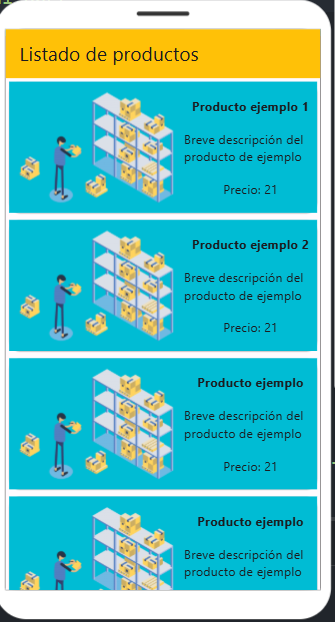 Listado de productos
Producto ejemplo 1
Breve descripción del
producto de ejemplo
Precio: 21
Producto ejemplo 2
Breve descripción del
producto de ejemplo
Precio: 21
Producto ejemplo
Breve descripción del
producto de ejemplo
Precio: 21
Producto ejemplo
Breve descripción del
producto de ejemplo